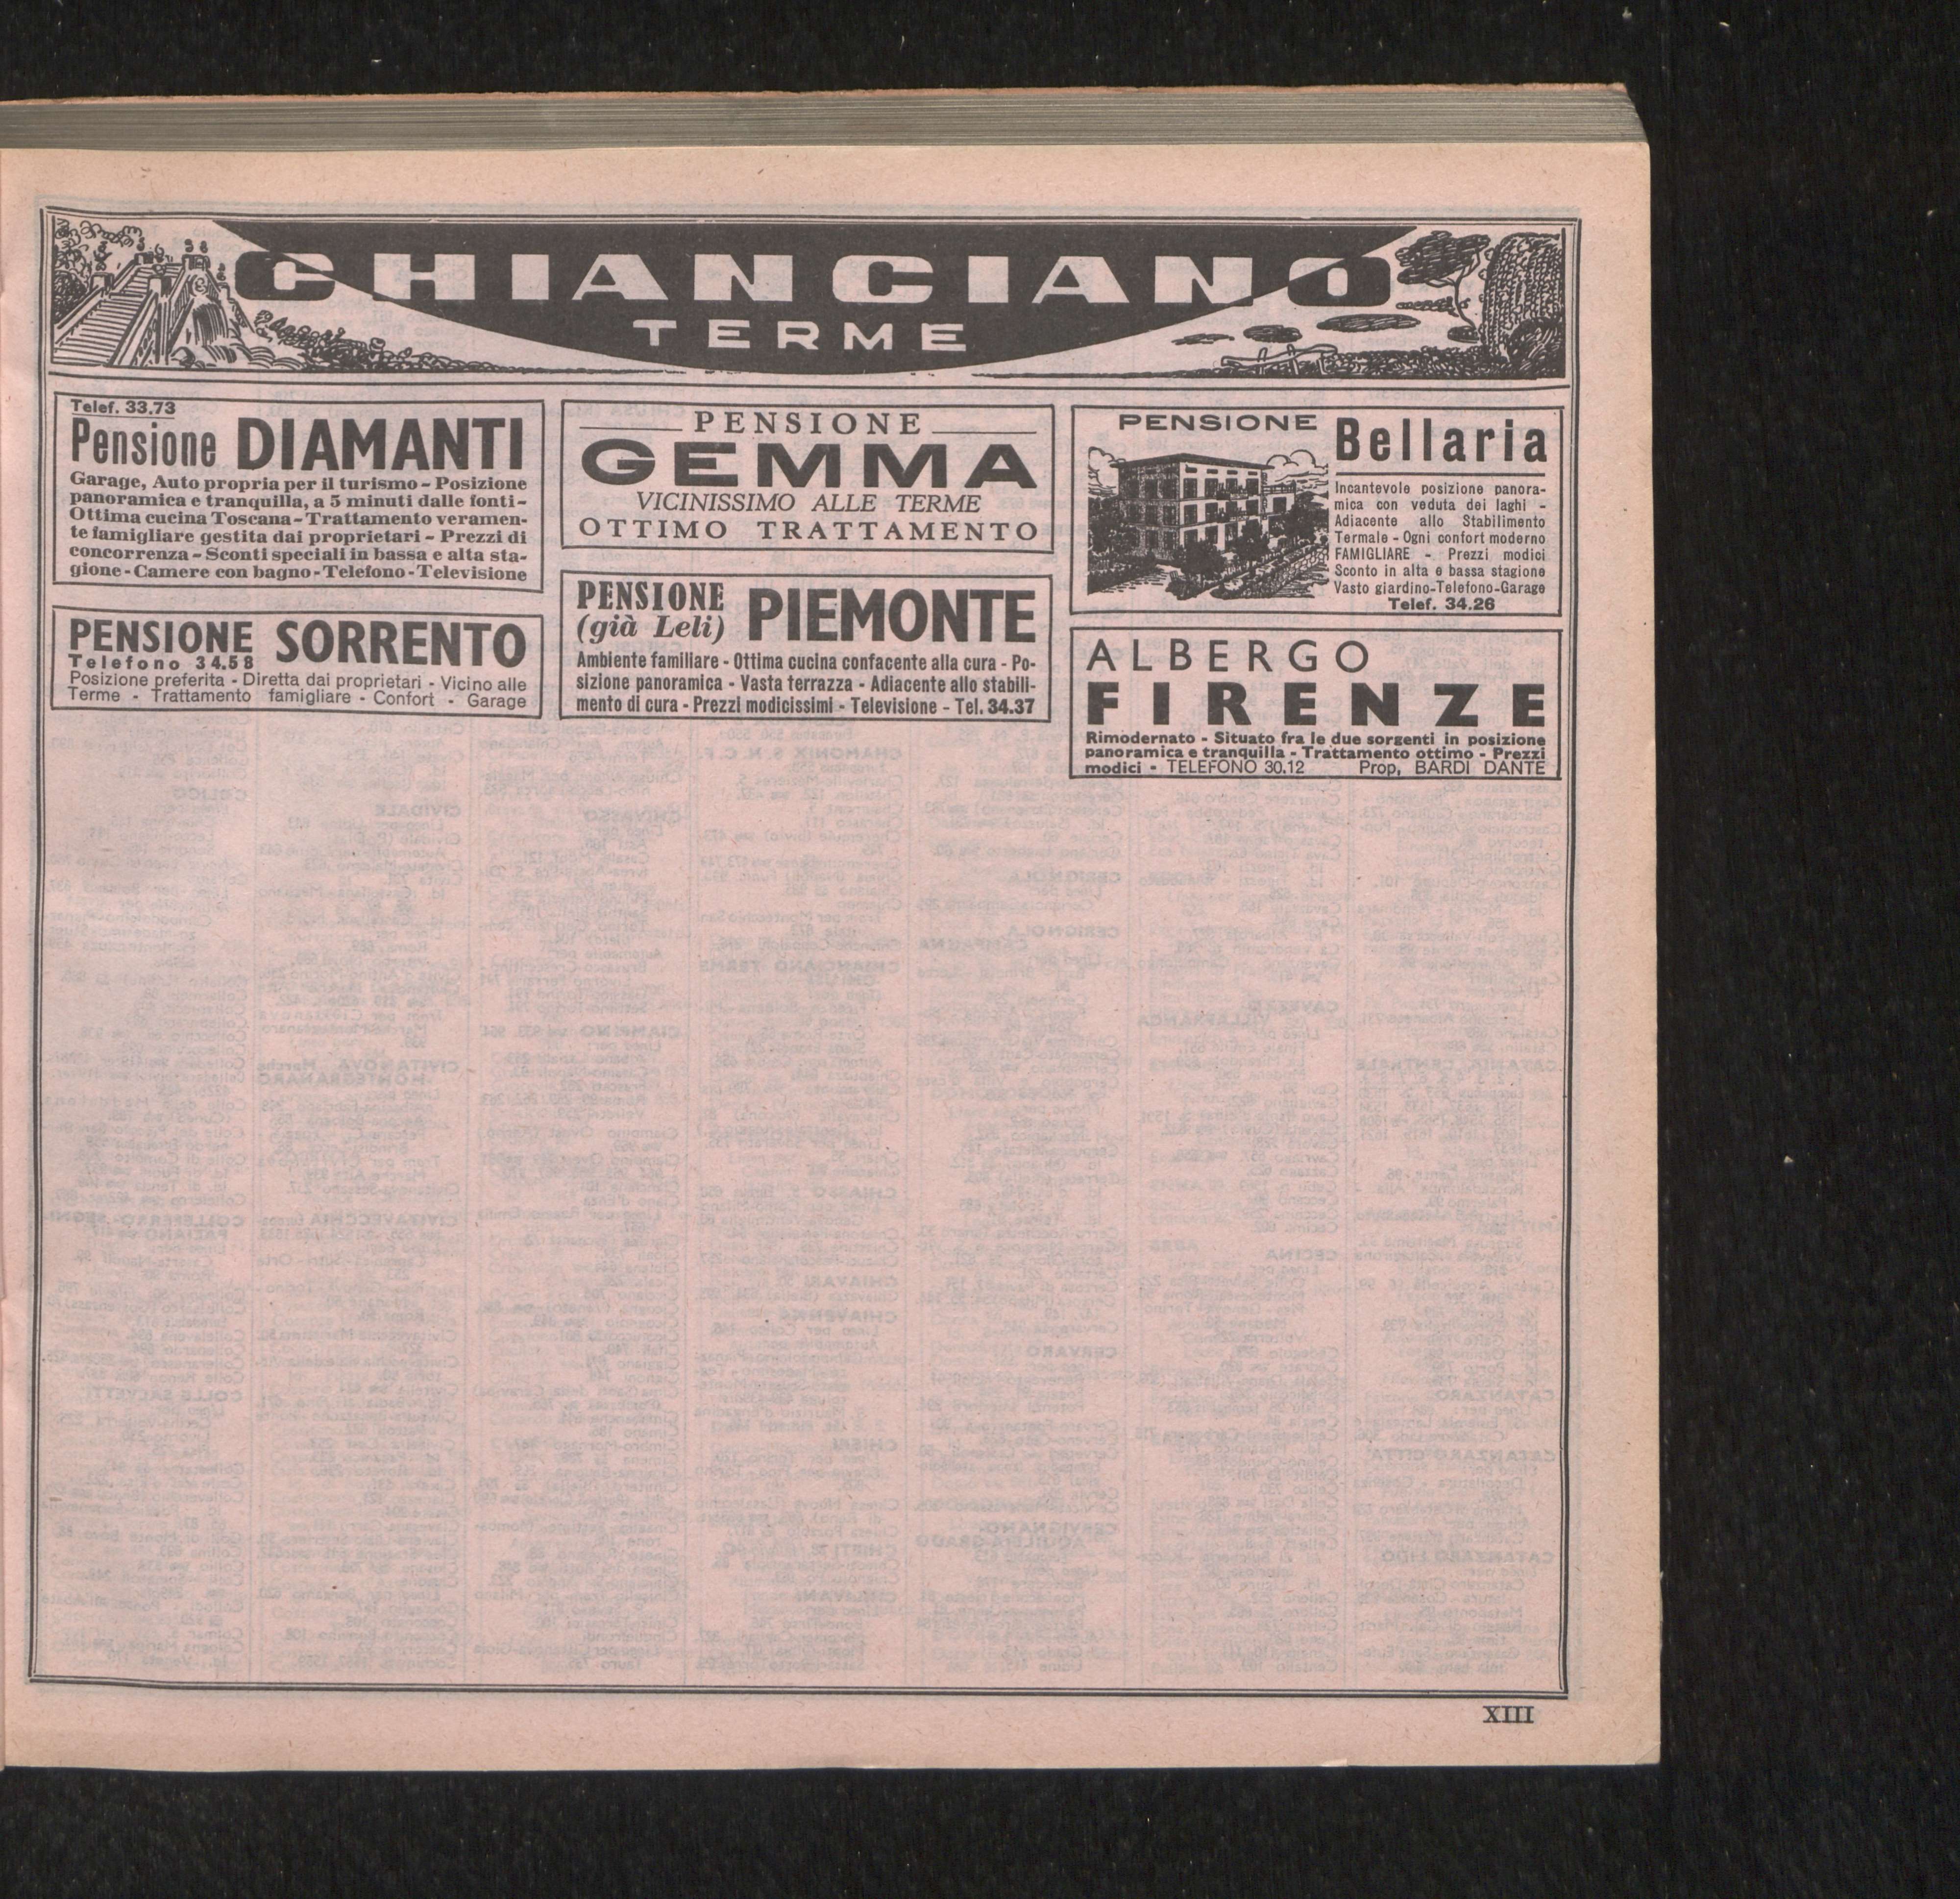 CHIANCIANO
TERME
Telef. 33.73
Pensione DIAMANTI
Garage, Auto propria per il turismo - Posizione
panoramica e tranquilla, a 5 minuti dalle fonti -
Ottima cucina Toscana - Trattamento veramen-
te famigliare gestita dai proprietari - Prezzi di
concorrenza - Sconti speciali in bassa e alta sta-
gione - Camere con bagno - Telefono - Televisione
PENSIONE SORRENTO
Telefono 34.58
Posizione preferita - Diretta dai proprietari - Vicino alle
Terme - Trattamento famigliare - Confort - Garage
PENSIONE
GEMMA
VICINISSIMO ALLE TERME
OTTIMO TRATTAMENTO
PENSIONE PIEMONTE
(già Leli)
Ambiente familiare - Ottima cucina confacente alla cura - Po-
sizione panoramica - Vasta terrazza - Adiacente allo stabili-
mento di cura - Prezzi modicissimi - Televisione - Tel. 34.37
PENSIONE Bellaria
Incantevole posizione panora-
mica con veduta dei laghi -
Adiacente allo Stabilimento
Termale - Ogni confort moderno
FAMIGLIARE - Prezzi modici
Sconto in alta e bassa stagione
Vasto giardino-Telefono-Garage
Telef. 34.26
ALBERGO
FIRENZE
Rimodernato - Situato fra le due sorgenti in posizione
panoramica e tranquilla - Trattamento ottimo - Prezzi
modici - TELEFONO 30.12 Prop, BARDI DANTE
XIII